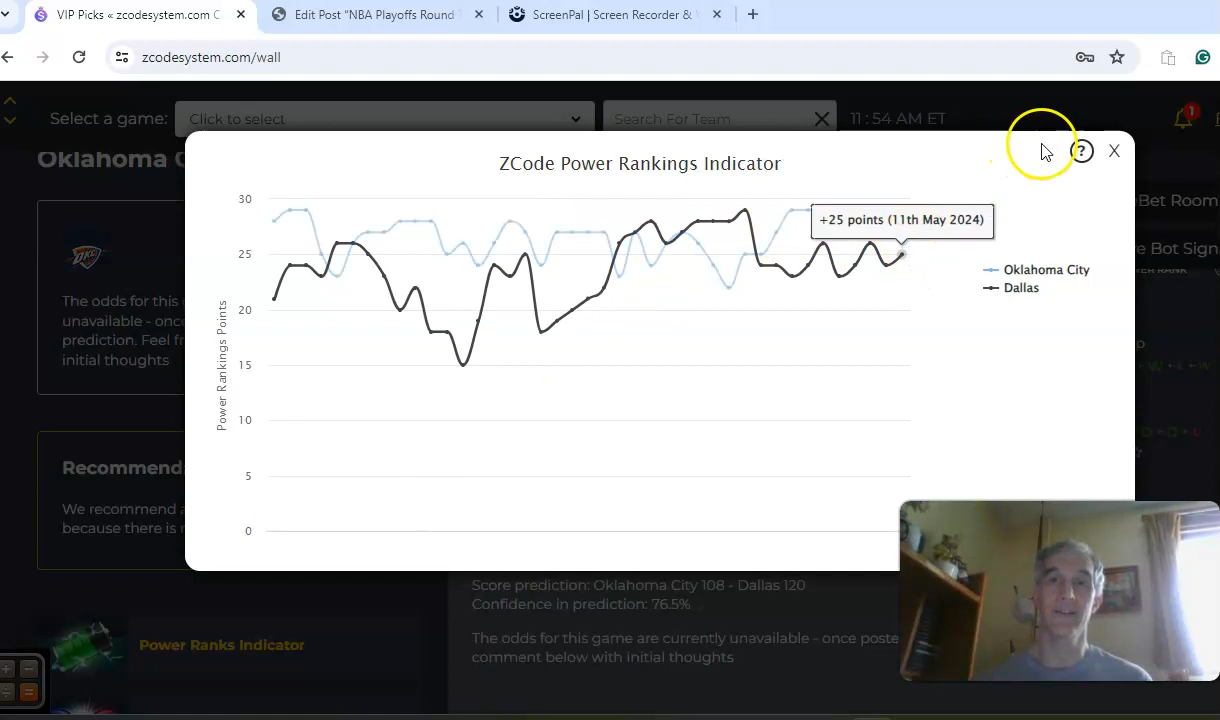 VIP Picks « zcodesystem.com C
Edit Post "NBA Playoffs Round
ScreenPal | Screen Recorder &
zcodesystem.com/wall
Select a game:
Click to select
Search For Team
11:54 AM ET
1
Oklahoma C
ZCode Power Rankings Indicator
?
X
Bet Room
re Bot Sign
30
25
20
15
10
5
0
Power Rankings Points
+25 points (11th May 2024)
Oklahoma City
Dallas
OKC
The odds for this
unavailable - once
prediction. Feel fr
initial thoughts
Recommend
We recommend a
because there is
Score prediction: Oklahoma City 108 - Dallas 120
Confidence in prediction: 76.5%
The odds for this game are currently unavailable - once poste
comment below with initial thoughts
Power Ranks Indicator